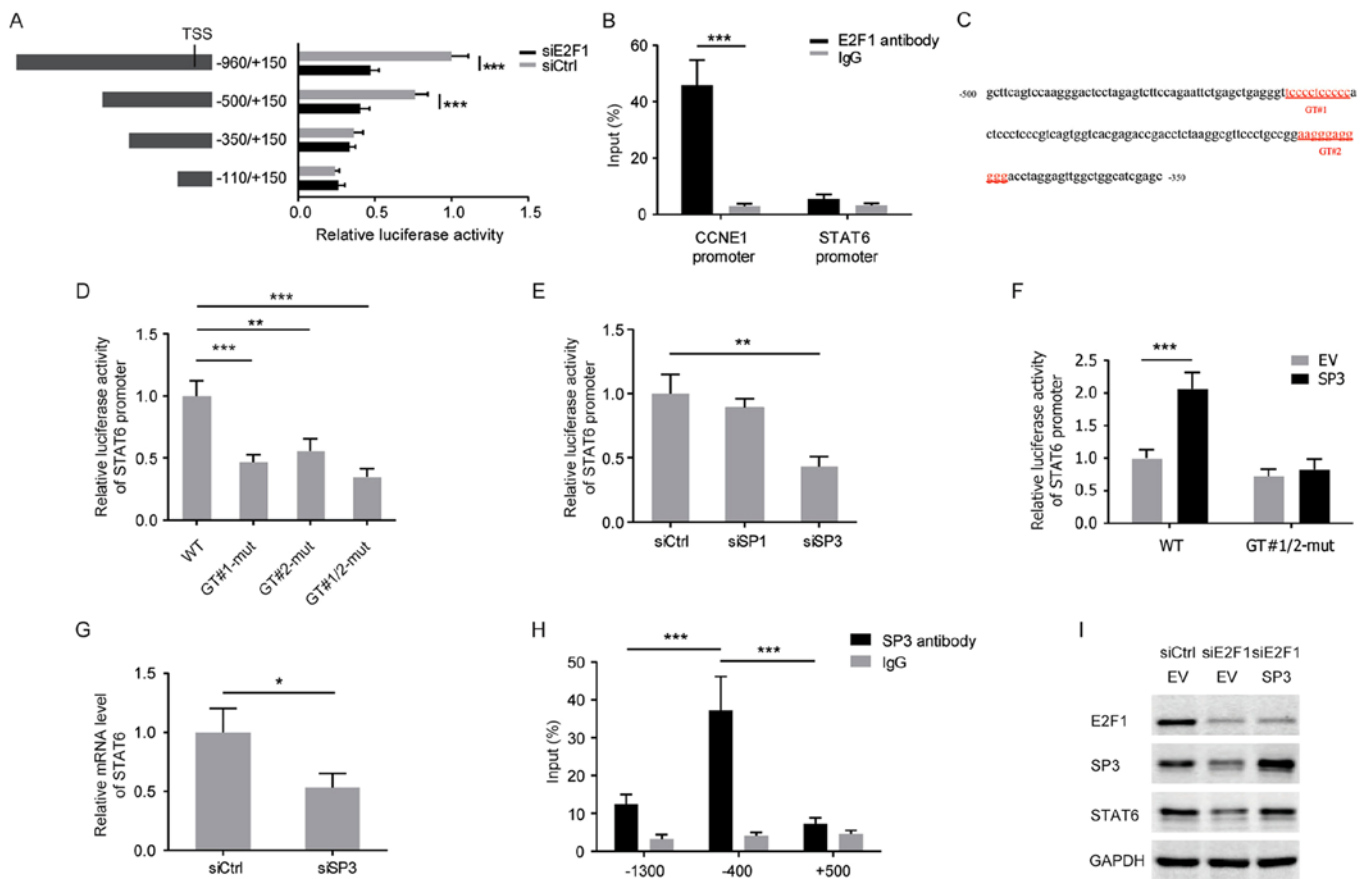 A
TSS
-960/+150
-500/+150
-350/+150
-110/+150
siE2F1
siCtrl
***
***
0.0 0.5 1.0 1.5
Relative luciferase activity
B
E2F1 antibody
IgG
***
60
40
20
0
Input (%)
CCNE1 promoter
STAT6 promoter
C
-500 gcttcagtccaagggactcctagagtcttccagaattctgagctgagggttcccctcccccа
GT#1
ctccctcccgtcagtggtcacgagaccgacctctaaggcgttccctgccggaagggagg
GT#2
gggacctaggagttggctggcatcgagc -350
D
***
**
***
1.5
1.0
0.5
0.0
Relative luciferase activity
of STAT6 promoter
WT
GT#1-mut
GT#2-mut
GT#1/2-mut
E
**
1.5
1.0
0.5
0.0
Relative luciferase activity
of STAT6 promoter
siCtrl siSP1 siSP3
F
EV
SP3
***
2.5
2.0
1.5
1.0
0.5
0.0
Relative luciferase activity
of STAT6 promoter
WT GT#1/2-mut
G
*
1.5
1.0
0.5
0.0
Relative mRNA level
of STAT6
siCtrl siSP3
H
SP3 antibody
IgG
*** ***
50
40
30
20
10
0
Input (%)
-1300 -400 +500
I
siCtrl siE2F1 siE2F1
EV EV SP3
E2F1
SP3
STAT6
GAPDH